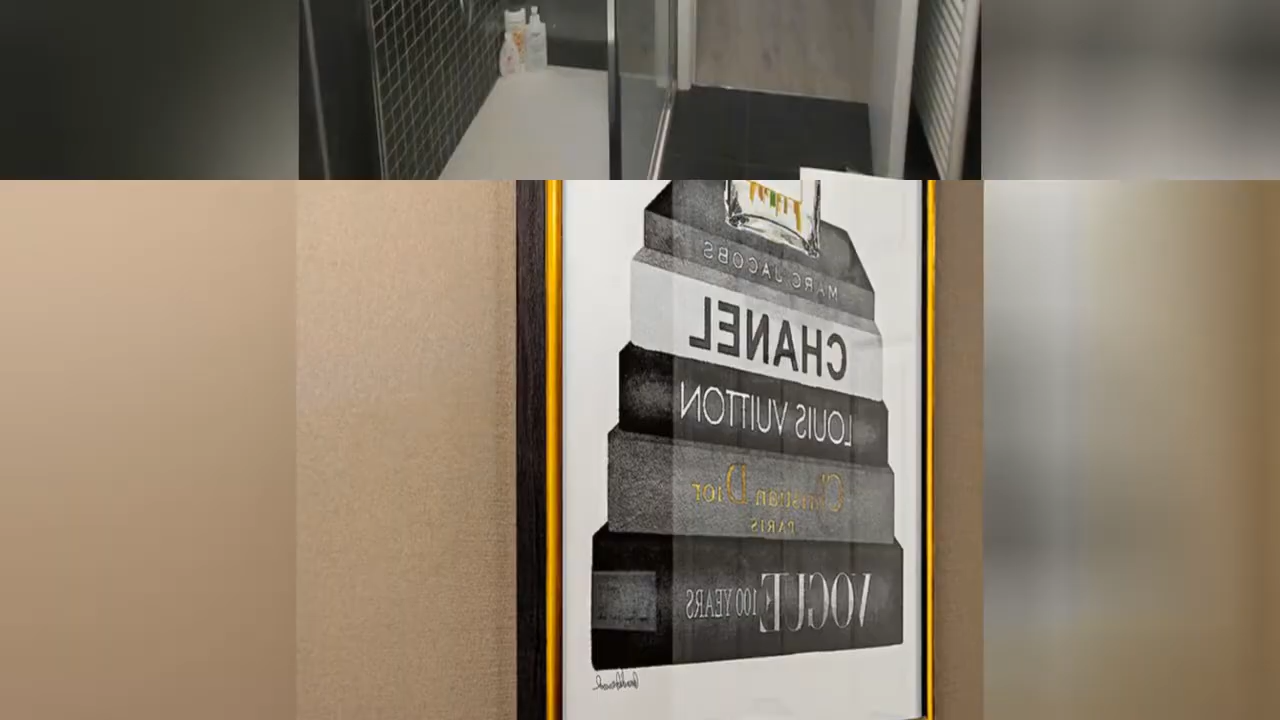 MARC JACOBS
CHANEL
LOUIS VUITTON
Christian Dior
PARIS
VOGUE 100 YEARS